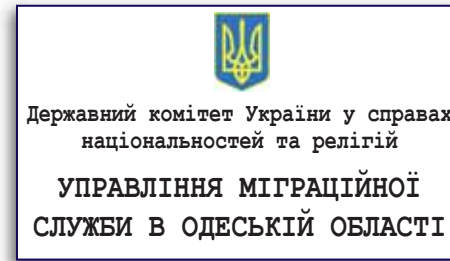 Державний комітет України у справах
національностей та релігій
УПРАВЛІННЯ МІГРАЦІЙНОЇ
СЛУЖБИ В ОДЕСЬКІЙ ОБЛАСТІ